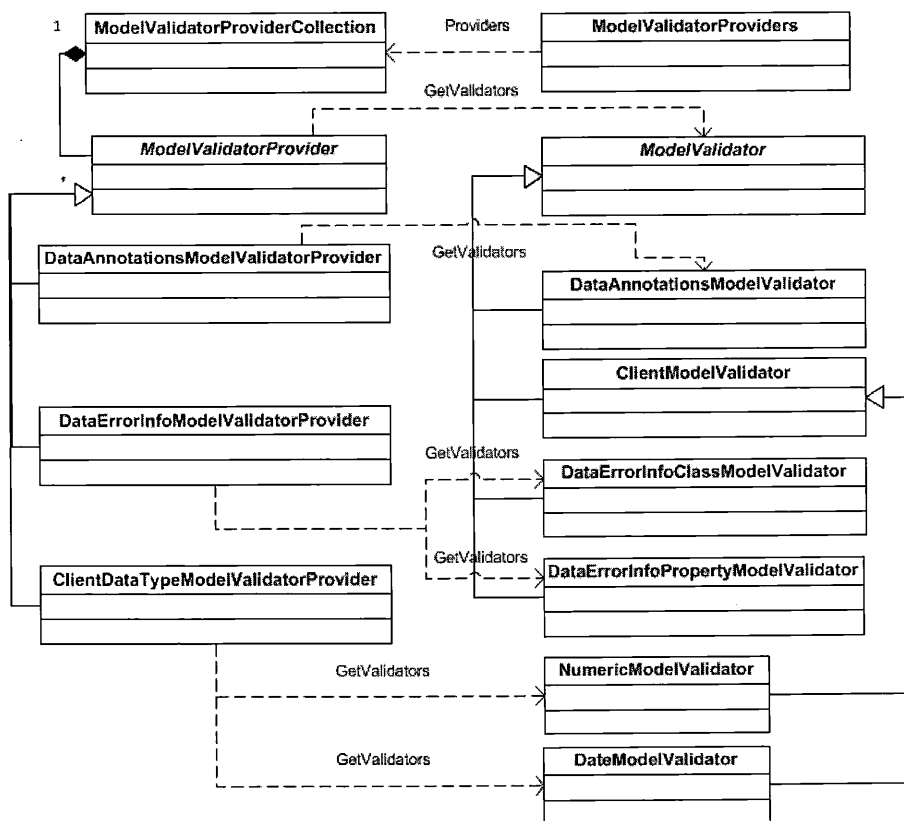 1
ModelValidatorProviderCollection
Providers
ModelValidatorProviders
GetValidators
ModelValidatorProvider
ModelValidator
*
DataAnnotationsModelValidatorProvider
GetValidators
DataAnnotationsModelValidator
ClientModelValidator
DataErrorInfoModelValidatorProvider
GetValidators
DataErrorInfoClassModelValidator
GetValidators
DataErrorInfoPropertyModelValidator
ClientDataTypeModelValidatorProvider
GetValidators
NumericModelValidator
GetValidators
DateModelValidator